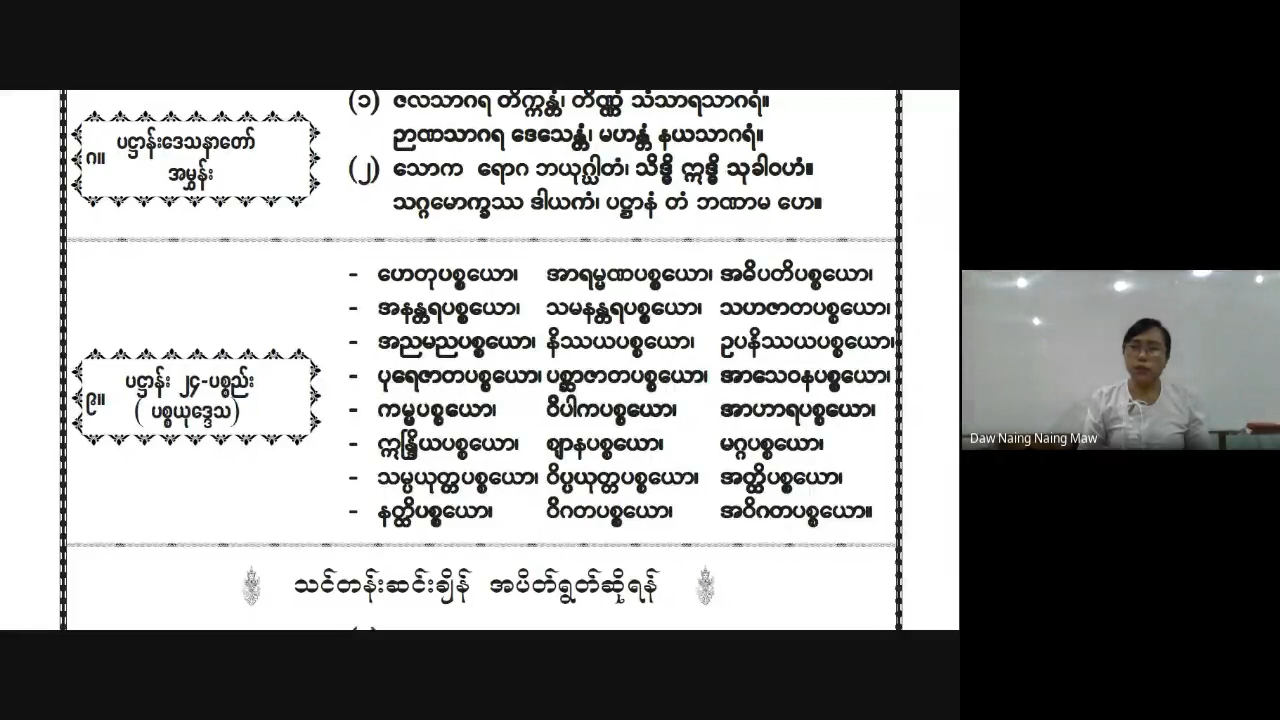 ၈။ ပဋ္ဌာန်းဒေသနာတော်
အမွှန်း
(၁) ဇလသာဂရ တိက္ကန္တံ၊ တိဏ္ဏံ သံသာရသာဂရံ။
ဉာဏသာဂရ ဒေသေန္တံ၊ မဟန္တံ နယသာဂရံ။
(၂) သောက ရောဂ ဘယုဂ္ဃါတံ၊ သိဒ္ဓိ ဣဒ္ဓိ သုခါဝဟံ။
သဂ္ဂမောက္ခဿ ဒါယကံ၊ ပဋ္ဌာနံ တံ ဘဏာမ ဟေ။
၉။ ပဋ္ဌာန်း ၂၄-ပစ္စည်း
( ပစ္စယုဒ္ဒေသ)
- ဟေတုပစ္စယော၊ အာရမ္မဏပစ္စယော၊ အဓိပတိပစ္စယော၊
- အနန္တရပစ္စယော၊ သမနန္တရပစ္စယော၊ သဟဇာတပစ္စယော၊
- အညမညပစ္စယော၊ နိဿယပစ္စယော၊ ဥပနိဿယပစ္စယော၊
- ပုရေဇာတပစ္စယော၊ ပစ္ဆာဇာတပစ္စယော၊ အာသေဝနပစ္စယော၊
- ကမ္မပစ္စယော၊ ဝိပါကပစ္စယော၊ အာဟာရပစ္စယော၊
- ဣန္ဒြိယပစ္စယော၊ ဈာနပစ္စယော၊ မဂ္ဂပစ္စယော၊
- သမ္ပယုတ္တပစ္စယော၊ ဝိပ္ပယုတ္တပစ္စယော၊ အတ္ထိပစ္စယော၊
- နတ္ထိပစ္စယော၊ ဝိဂတပစ္စယော၊ အဝိဂတပစ္စယော။
သင်တန်းဆင်းချိန် အပိတ်ရွတ်ဆိုရန်
Daw Naing Naing Maw